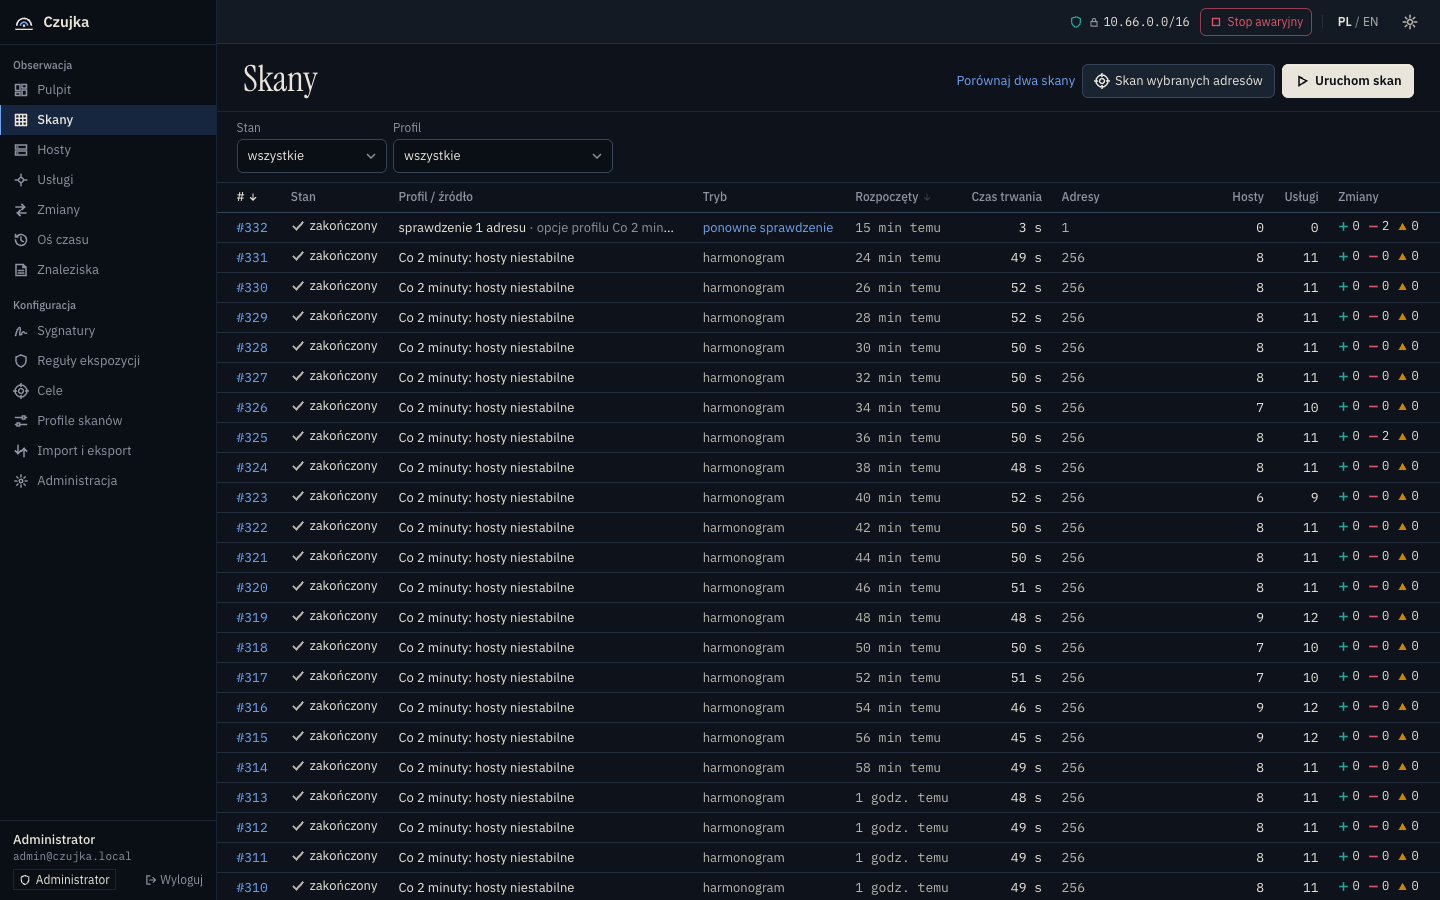 Czujka
10.66.0.0/16 Stop awaryjny PL / EN
Obserwacja
Pulpit
Skany
Hosty
Usługi
Zmiany
Oś czasu
Znaleziska
Konfiguracja
Sygnatury
Reguły ekspozycji
Cele
Profile skanów
Import i eksport
Administracja
Administrator
admin@czujka.local
Administrator Wyloguj
Skany
Porównaj dwa skany Skan wybranych adresów Uruchom skan
Stan Profil
wszystkie wszystkie
# ↓ Stan Profil / źródło Tryb Rozpoczęty ↓ Czas trwania Adresy Hosty Usługi Zmiany
#332 zakończony sprawdzenie 1 adresu · opcje profilu Co 2 min... ponowne sprawdzenie 15 min temu 3 s 1 0 0 +0 −2 ▲0
#331 zakończony Co 2 minuty: hosty niestabilne harmonogram 24 min temu 49 s 256 8 11 +0 −0 ▲0
#330 zakończony Co 2 minuty: hosty niestabilne harmonogram 26 min temu 52 s 256 8 11 +0 −0 ▲0
#329 zakończony Co 2 minuty: hosty niestabilne harmonogram 28 min temu 52 s 256 8 11 +0 −0 ▲0
#328 zakończony Co 2 minuty: hosty niestabilne harmonogram 30 min temu 50 s 256 8 11 +0 −0 ▲0
#327 zakończony Co 2 minuty: hosty niestabilne harmonogram 32 min temu 50 s 256 8 11 +0 −0 ▲0
#326 zakończony Co 2 minuty: hosty niestabilne harmonogram 34 min temu 50 s 256 7 10 +0 −0 ▲0
#325 zakończony Co 2 minuty: hosty niestabilne harmonogram 36 min temu 50 s 256 8 11 +0 −2 ▲0
#324 zakończony Co 2 minuty: hosty niestabilne harmonogram 38 min temu 48 s 256 8 11 +0 −0 ▲0
#323 zakończony Co 2 minuty: hosty niestabilne harmonogram 40 min temu 52 s 256 6 9 +0 −0 ▲0
#322 zakończony Co 2 minuty: hosty niestabilne harmonogram 42 min temu 50 s 256 8 11 +0 −0 ▲0
#321 zakończony Co 2 minuty: hosty niestabilne harmonogram 44 min temu 50 s 256 8 11 +0 −0 ▲0
#320 zakończony Co 2 minuty: hosty niestabilne harmonogram 46 min temu 51 s 256 8 11 +0 −0 ▲0
#319 zakończony Co 2 minuty: hosty niestabilne harmonogram 48 min temu 48 s 256 9 12 +0 −0 ▲0
#318 zakończony Co 2 minuty: hosty niestabilne harmonogram 50 min temu 50 s 256 7 10 +0 −0 ▲0
#317 zakończony Co 2 minuty: hosty niestabilne harmonogram 52 min temu 51 s 256 7 10 +0 −0 ▲0
#316 zakończony Co 2 minuty: hosty niestabilne harmonogram 54 min temu 46 s 256 9 12 +0 −0 ▲0
#315 zakończony Co 2 minuty: hosty niestabilne harmonogram 56 min temu 45 s 256 9 12 +0 −0 ▲0
#314 zakończony Co 2 minuty: hosty niestabilne harmonogram 58 min temu 49 s 256 8 11 +0 −0 ▲0
#313 zakończony Co 2 minuty: hosty niestabilne harmonogram 1 godz. temu 48 s 256 8 11 +0 −0 ▲0
#312 zakończony Co 2 minuty: hosty niestabilne harmonogram 1 godz. temu 49 s 256 8 11 +0 −0 ▲0
#311 zakończony Co 2 minuty: hosty niestabilne harmonogram 1 godz. temu 49 s 256 8 11 +0 −0 ▲0
#310 zakończony Co 2 minuty: hosty niestabilne harmonogram 1 godz. temu 49 s 256 8 11 +0 −0 ▲0